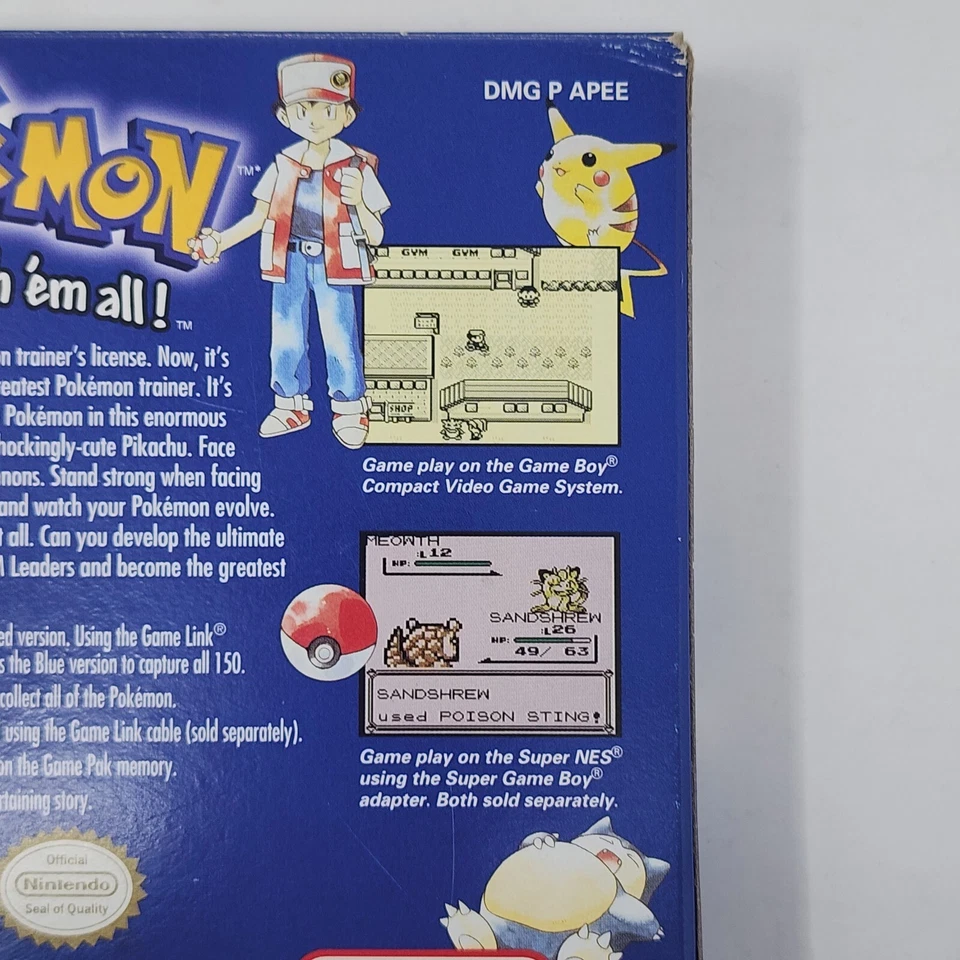 DMG P APEE
MON
TM
'em all!
TM
GYM GYM
SHOP
n trainer's license. Now, it's
eatest Pokémon trainer. It's
Pokémon in this enormous
hockingly-cute Pikachu. Face
enons. Stand strong when facing
and watch your Pokémon evolve.
t all. Can you develop the ultimate
Leaders and become the greatest
ed version. Using the Game Link®
s the Blue version to capture all 150.
collect all of the Pokémon.
using the Game Link cable (sold separately).
on the Game Pak memory.
rtaining story.
Game play on the Game Boy®
Compact Video Game System.
MEOWTH
:L12
HP:
SANDSHREW
:L26
HP:
49/ 63
SANDSHREW
used POISON STING!
Game play on the Super NES®
using the Super Game Boy®
adapter. Both sold separately.
Official
Nintendo
Seal of Quality